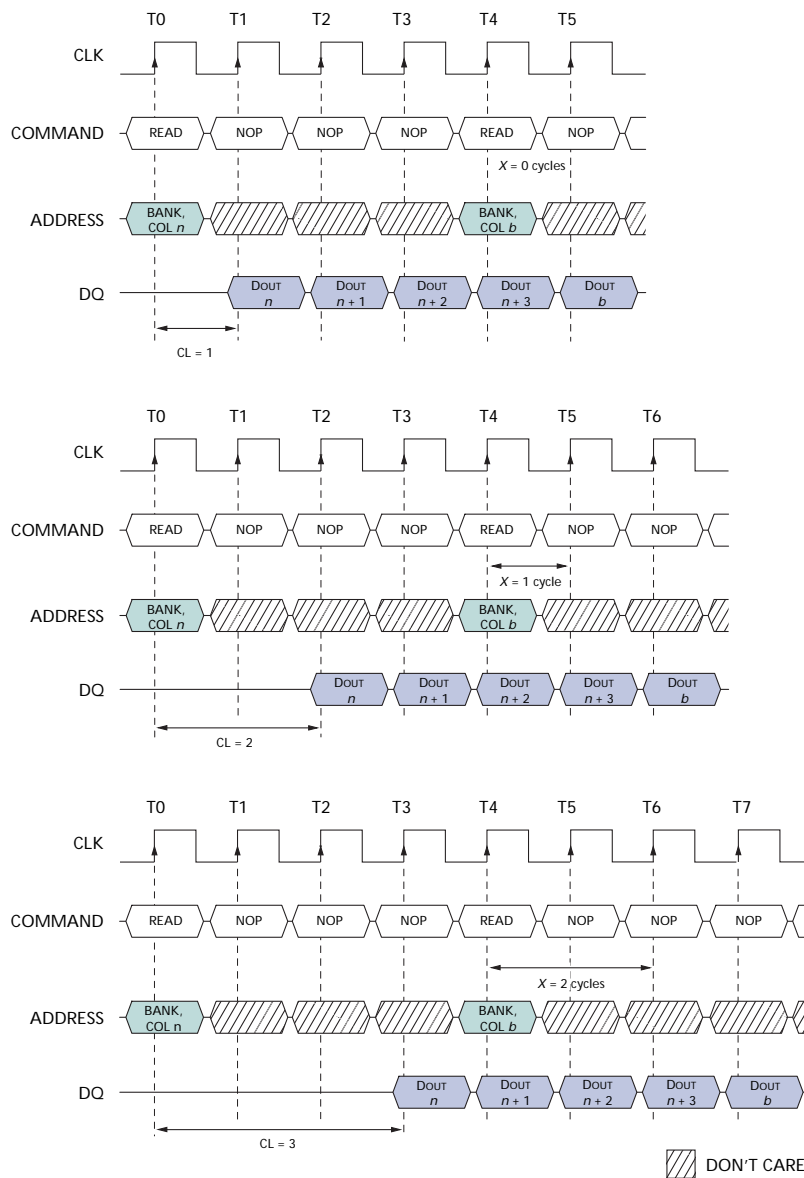 T0 T1 T2 T3 T4 T5
CLK
COMMAND READ NOP NOP NOP READ NOP
X = 0 cycles
ADDRESS BANK, COL n BANK, COL b
DQ DOUT n DOUT n + 1 DOUT n + 2 DOUT n + 3 DOUT b
CL = 1
T0 T1 T2 T3 T4 T5 T6
CLK
COMMAND READ NOP NOP NOP READ NOP NOP
X = 1 cycle
ADDRESS BANK, COL n BANK, COL b
DQ DOUT n DOUT n + 1 DOUT n + 2 DOUT n + 3 DOUT b
CL = 2
T0 T1 T2 T3 T4 T5 T6 T7
CLK
COMMAND READ NOP NOP NOP READ NOP NOP NOP
X = 2 cycles
ADDRESS BANK, COL n BANK, COL b
DQ DOUT n DOUT n + 1 DOUT n + 2 DOUT n + 3 DOUT b
CL = 3
DON'T CARE